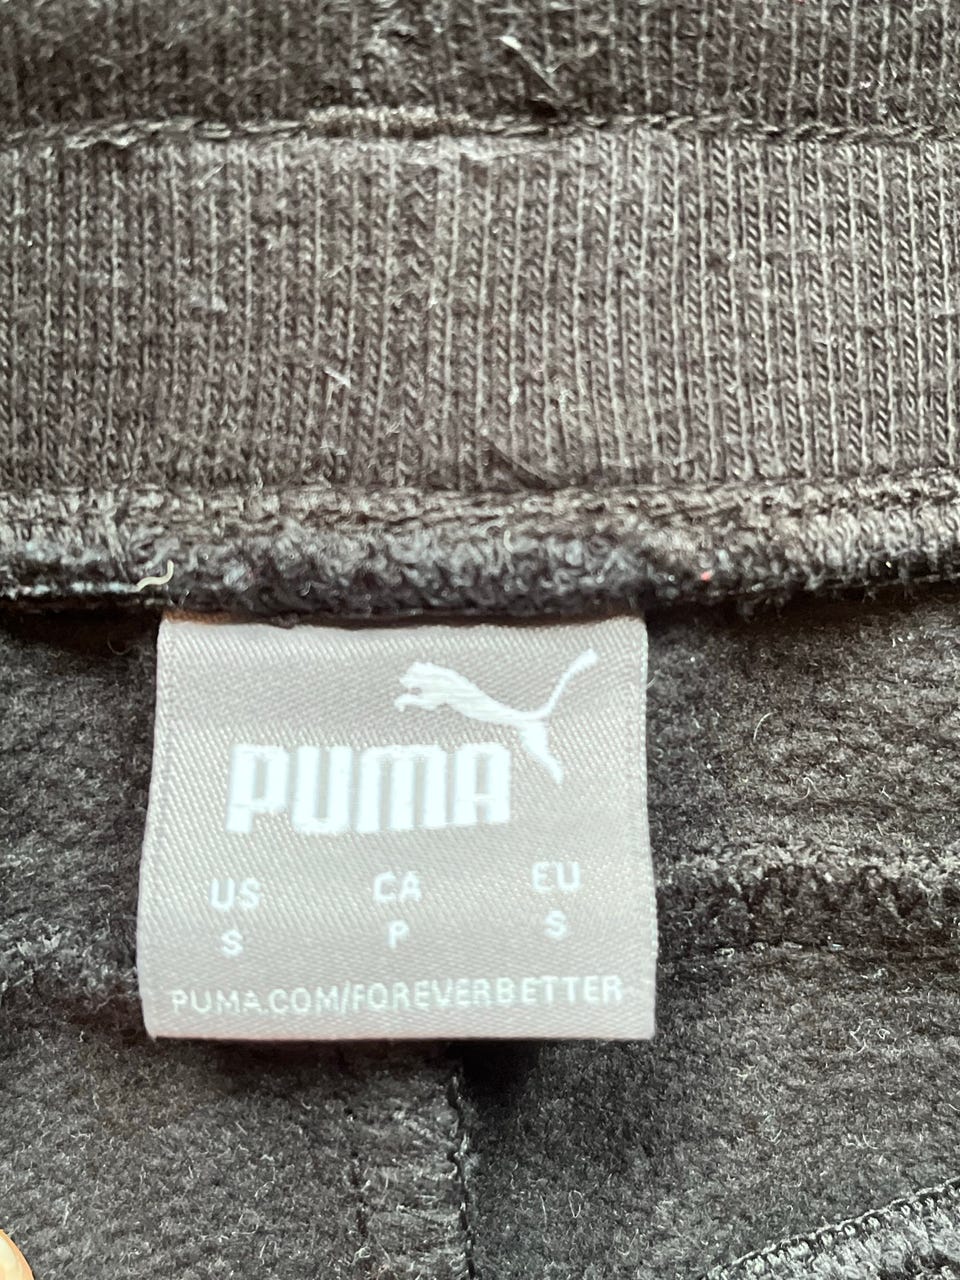 PUMA
US CA EU
S P S
PUMA.COM/FOREVERBETTER